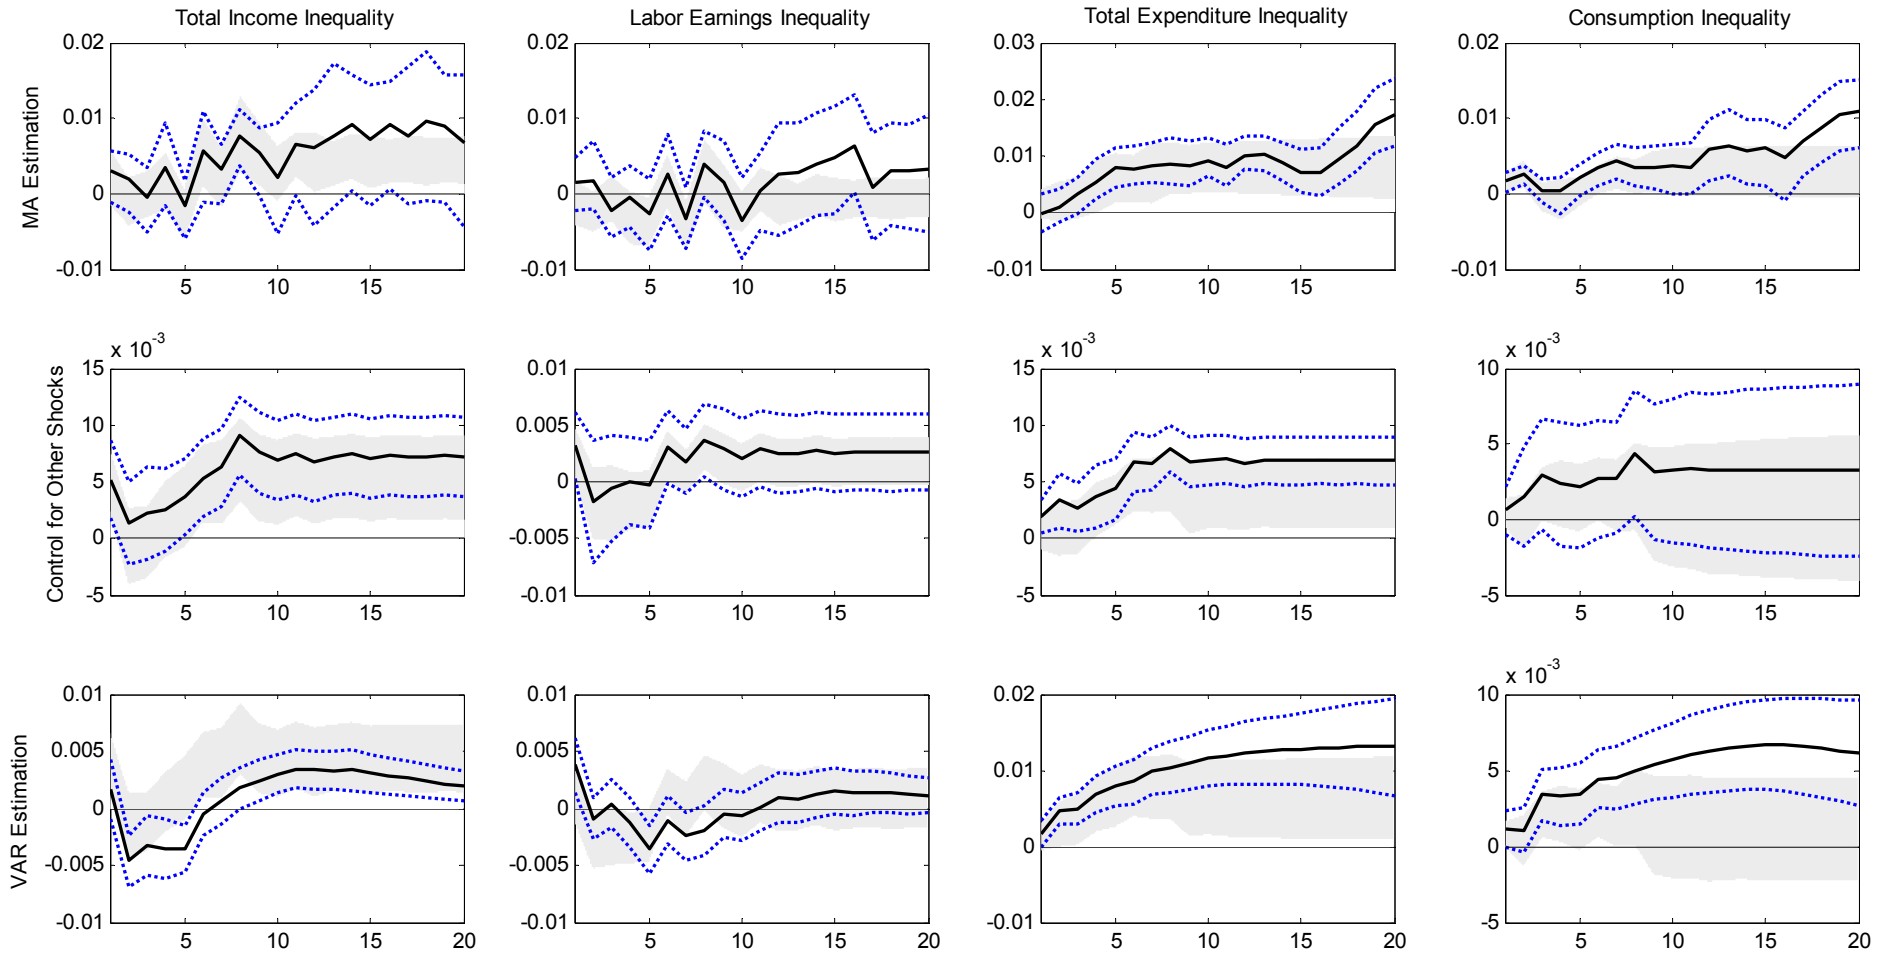 Total Income Inequality
Labor Earnings Inequality
Total Expenditure Inequality
Consumption Inequality
MA Estimation
0.02
0.01
0
-0.01
5 10 15
0.02
0.01
0
-0.01
5 10 15
0.03
0.02
0.01
0
-0.01
5 10 15
0.02
0.01
0
-0.01
5 10 15
Control for Other Shocks
x 10-3
15
10
5
0
-5
5 10 15
0.01
0.005
0
-0.005
-0.01
5 10 15
x 10-3
15
10
5
0
-5
5 10 15
x 10-3
10
5
0
-5
5 10 15
VAR Estimation
0.01
0.005
0
-0.005
-0.01
5 10 15 20
0.01
0.005
0
-0.005
-0.01
5 10 15 20
0.02
0.01
0
-0.01
5 10 15 20
x 10-3
10
5
0
-5
5 10 15 20